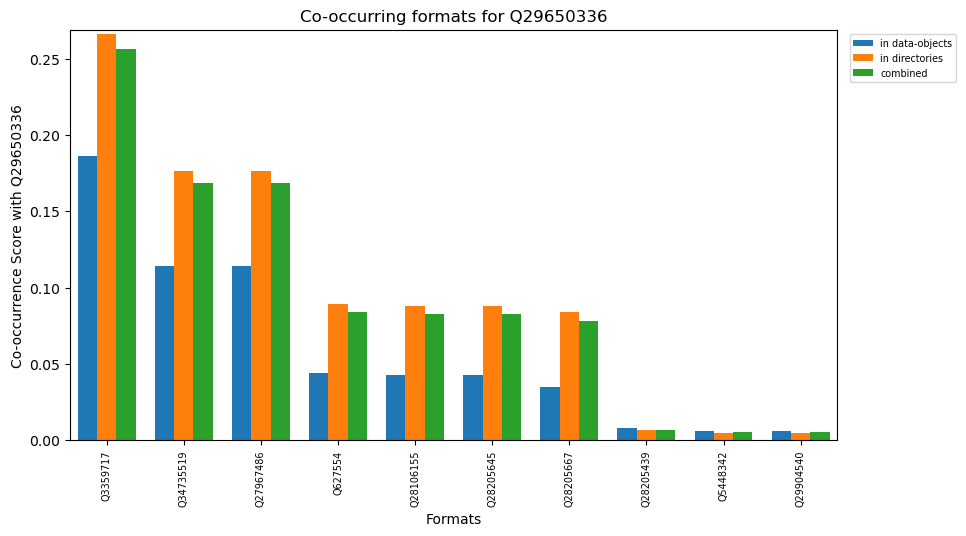 Co-occurring formats for Q29650336
in data-objects
in directories
combined
Co-occurrence Score with Q29650336
0.25
0.20
0.15
0.10
0.05
0.00
Q3359717
Q34735519
Q27967486
Q627554
Q28106155
Q28205645
Q28205667
Q28205439
Q5448342
Q29904540
Formats